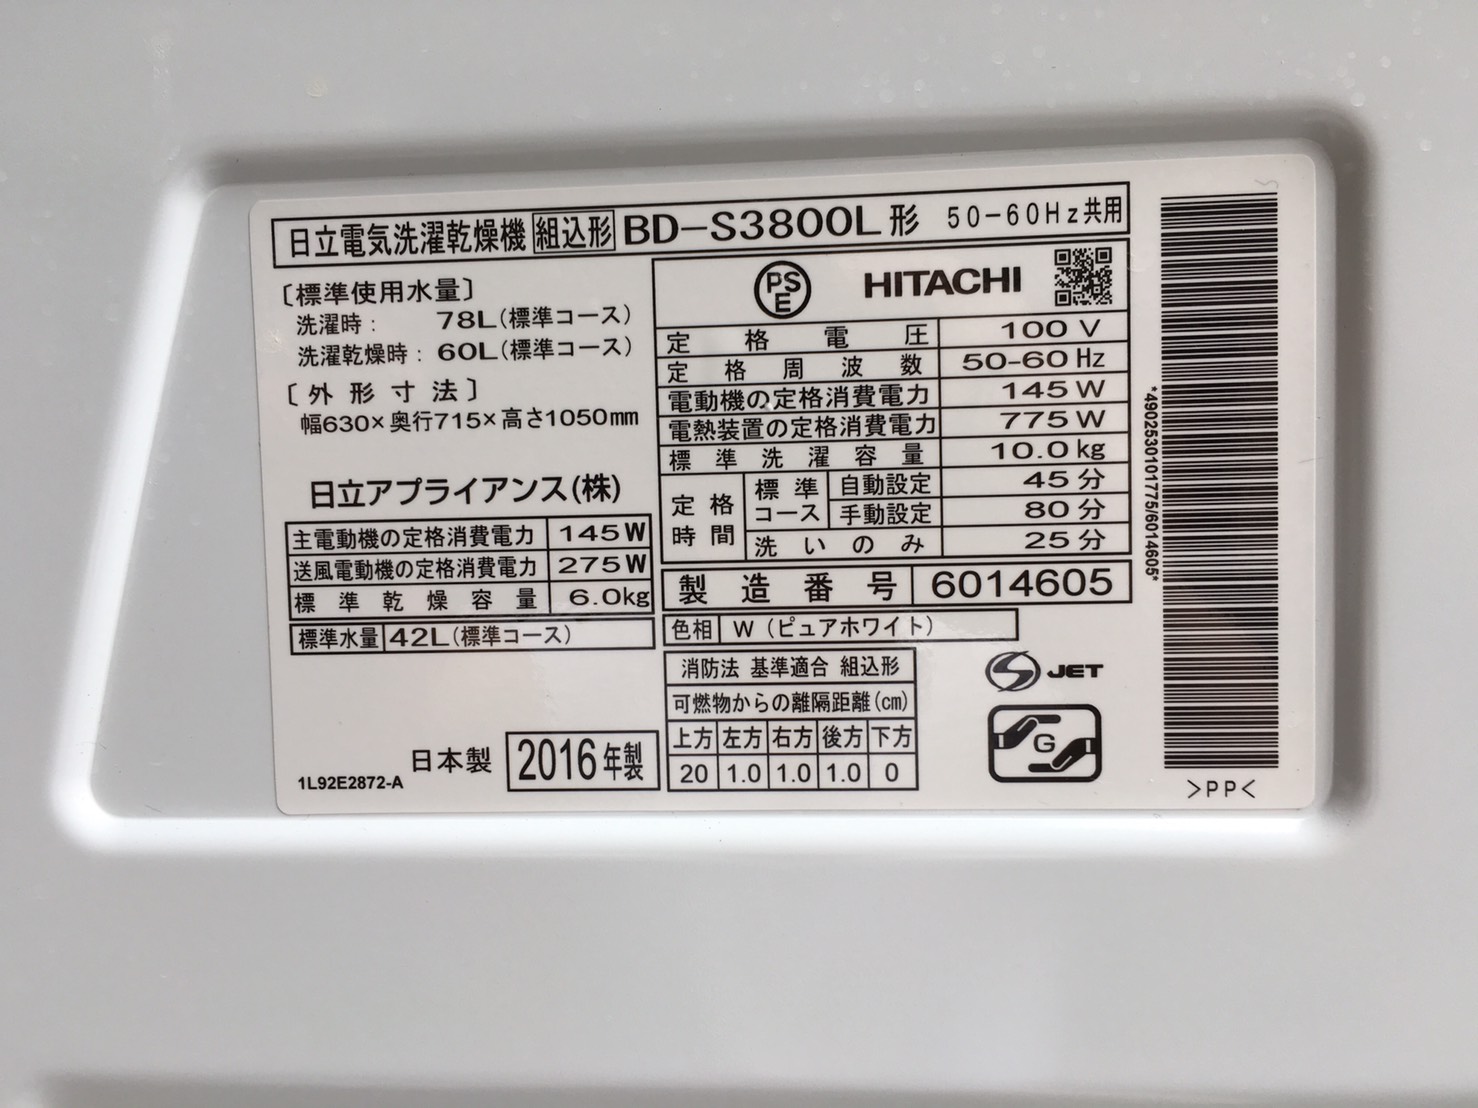 日立電気洗濯乾燥機 組込形 BD-S3800L形 50-60Hz共用
〔標準使用水量〕
洗濯時: 78L(標準コース)
洗濯乾燥時: 60L(標準コース)
〔外形寸法〕
幅630×奥行715×高さ1050mm
日立アプライアンス(株)
主電動機の定格消費電力 145W
送風電動機の定格消費電力 275W
標準乾燥容量 6.0kg
標準水量 42L(標準コース)
日本製 2016年製
1L92E2872-A
PSE HITACHI
定格電圧 100V
定格周波数 50-60Hz
電動機の定格消費電力 145W
電熱装置の定格消費電力 775W
標準洗濯容量 10.0kg
定格時間 標準コース 自動設定 45分
手動設定 80分
洗いのみ 25分
製造番号 6014605
色相 W(ピュアホワイト)
消防法 基準適合 組込形
可燃物からの離隔距離(cm)
上方 左方 右方 後方 下方
20 1.0 1.0 1.0 0
S JET
G
*4902530101775/6014605*
>PP<